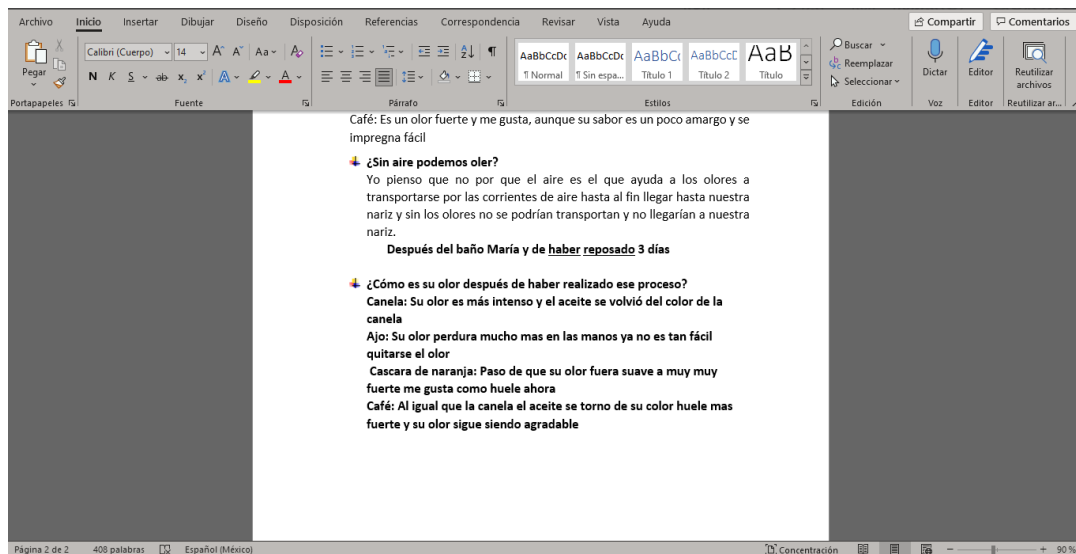 Archivo Inicio Insertar Dibujar Diseño Disposición Referencias Correspondencia Revisar Vista Ayuda Compartir Comentarios
Calibri (Cuerpo) 14 A A Aa A
Pegar
N K S ab x₂ x² A A
AaBbCcDc AaBbCcDc AaBbCc AaBbCcC AaB
¶ Normal ¶ Sin espa... Título 1 Título 2 Título
Buscar
Reemplazar
Seleccionar
Dictar Editor Reutilizar
archivos
Portapapeles Fuente Párrafo Estilos Edición Voz Editor Reutilizar ar...
Café: Es un olor fuerte y me gusta, aunque su sabor es un poco amargo y se
impregna fácil
¿Sin aire podemos oler?
Yo pienso que no por que el aire es el que ayuda a los olores a
transportarse por las corrientes de aire hasta al fin llegar hasta nuestra
nariz y sin los olores no se podrían transportan y no llegarían a nuestra
nariz.
Después del baño María y de haber reposado 3 días
¿Cómo es su olor después de haber realizado ese proceso?
Canela: Su olor es más intenso y el aceite se volvió del color de la
canela
Ajo: Su olor perdura mucho mas en las manos ya no es tan fácil
quitarse el olor
Cascara de naranja: Paso de que su olor fuera suave a muy muy
fuerte me gusta como huele ahora
Café: Al igual que la canela el aceite se torno de su color huele mas
fuerte y su olor sigue siendo agradable
Página 2 de 2 408 palabras Español (México) Concentración 90 %